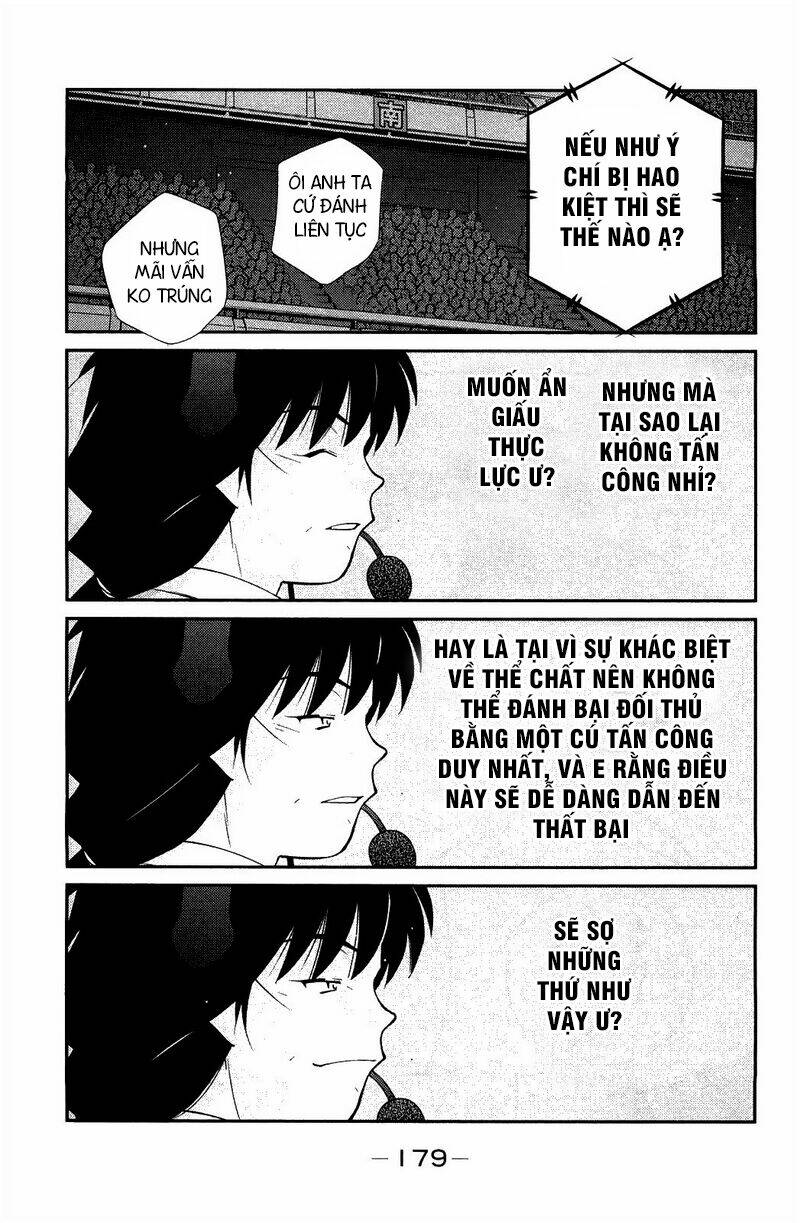 南
NẾU NHƯ Ý
CHÍ BỊ HAO
KIỆT THÌ SẼ
THẾ NÀO Ạ?
ÔI ANH TA
CỨ ĐÁNH
LIÊN TỤC
NHƯNG
MÃI VẪN
KO TRÚNG
NHƯNG MÀ
TẠI SAO LẠI
KHÔNG TẤN
CÔNG NHỈ?
MUỐN ẨN
GIẤU
THỰC
LỰC Ư?
HAY LÀ TẠI VÌ SỰ KHÁC BIỆT
VỀ THỂ CHẤT NÊN KHÔNG
THỂ ĐÁNH BẠI ĐỐI THỦ
BẰNG MỘT CÚ TẤN CÔNG
DUY NHẤT, VÀ E RẰNG ĐIỀU
NÀY SẼ DỄ DÀNG DẪN ĐẾN
THẤT BẠI
SẼ SỢ
NHỮNG
THỨ NHƯ
VẬY Ư?
— 179 —